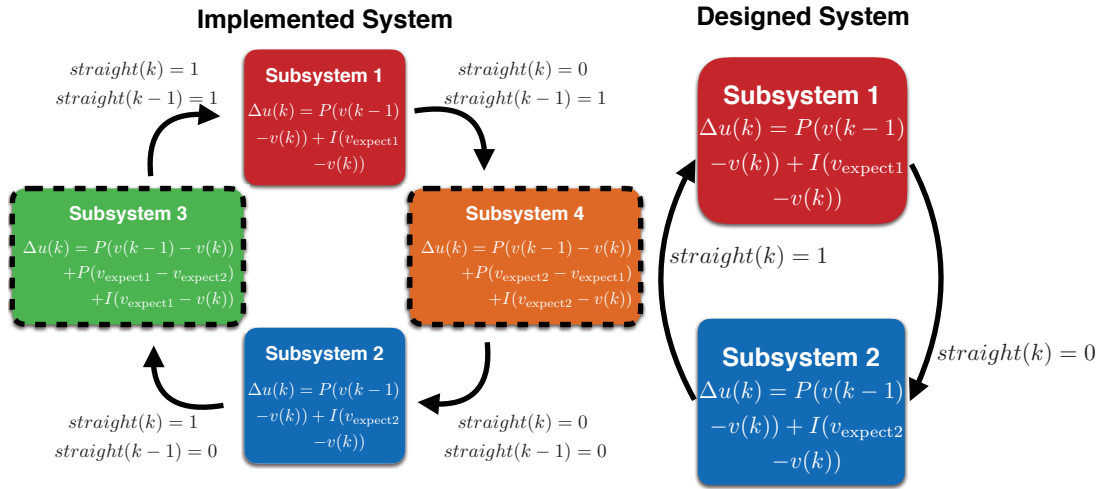 Implemented System
straight(k) = 1
straight(k − 1) = 1
Subsystem 1
Δu(k) = P(v(k−1)
−v(k)) + I(v_expect1
−v(k))
straight(k) = 0
straight(k − 1) = 1
Subsystem 3
Δu(k) = P(v(k−1) − v(k))
+P(v_expect1 − v_expect2)
+I(v_expect1 − v(k))
Subsystem 4
Δu(k) = P(v(k−1) − v(k))
+P(v_expect2 − v_expect1)
+I(v_expect2 − v(k))
Subsystem 2
Δu(k) = P(v(k−1)
−v(k)) + I(v_expect2
−v(k))
straight(k) = 1
straight(k − 1) = 0
straight(k) = 0
straight(k − 1) = 0
Designed System
Subsystem 1
Δu(k) = P(v(k−1)
−v(k)) + I(v_expect1
−v(k))
straight(k) = 1
straight(k) = 0
Subsystem 2
Δu(k) = P(v(k−1)
−v(k)) + I(v_expect2
−v(k))